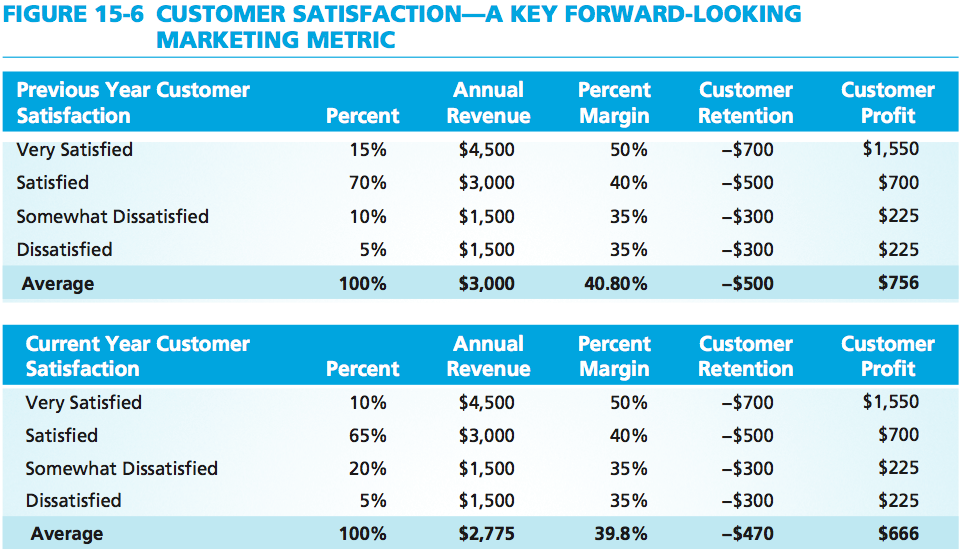 FIGURE 15-6 CUSTOMER SATISFACTION—A KEY FORWARD-LOOKING
MARKETING METRIC
Previous Year Customer Satisfaction Percent Annual Revenue Percent Margin Customer Retention Customer Profit
Very Satisfied 15% $4,500 50% –$700 $1,550
Satisfied 70% $3,000 40% –$500 $700
Somewhat Dissatisfied 10% $1,500 35% –$300 $225
Dissatisfied 5% $1,500 35% –$300 $225
Average 100% $3,000 40.80% –$500 $756
Current Year Customer Satisfaction Percent Annual Revenue Percent Margin Customer Retention Customer Profit
Very Satisfied 10% $4,500 50% –$700 $1,550
Satisfied 65% $3,000 40% –$500 $700
Somewhat Dissatisfied 20% $1,500 35% –$300 $225
Dissatisfied 5% $1,500 35% –$300 $225
Average 100% $2,775 39.8% –$470 $666